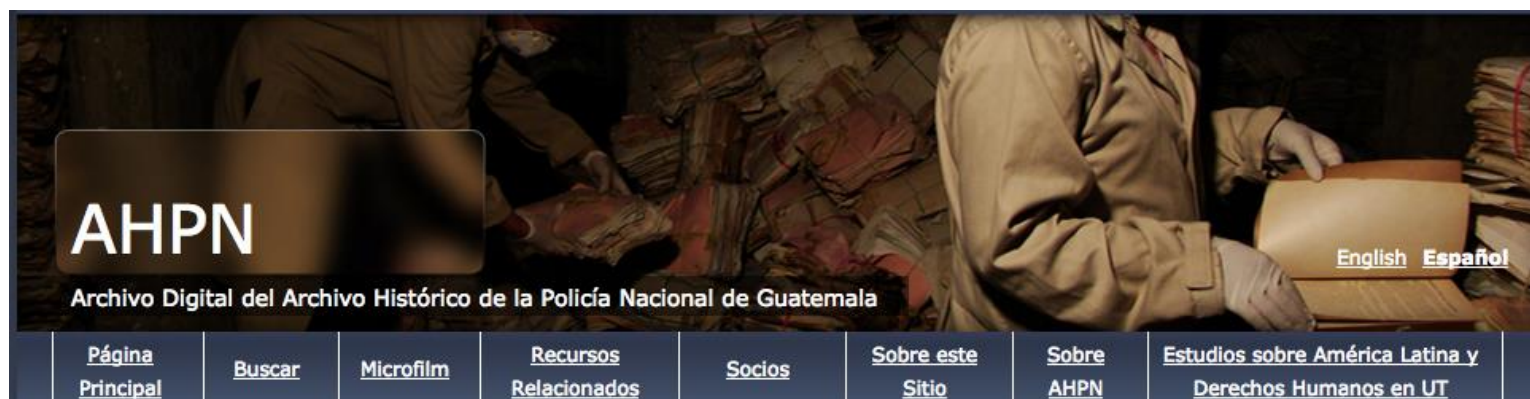 AHPN
English Español
Archivo Digital del Archivo Histórico de la Policía Nacional de Guatemala
Página Principal
Buscar
Microfilm
Recursos Relacionados
Socios
Sobre este Sitio
Sobre AHPN
Estudios sobre América Latina y Derechos Humanos en UT